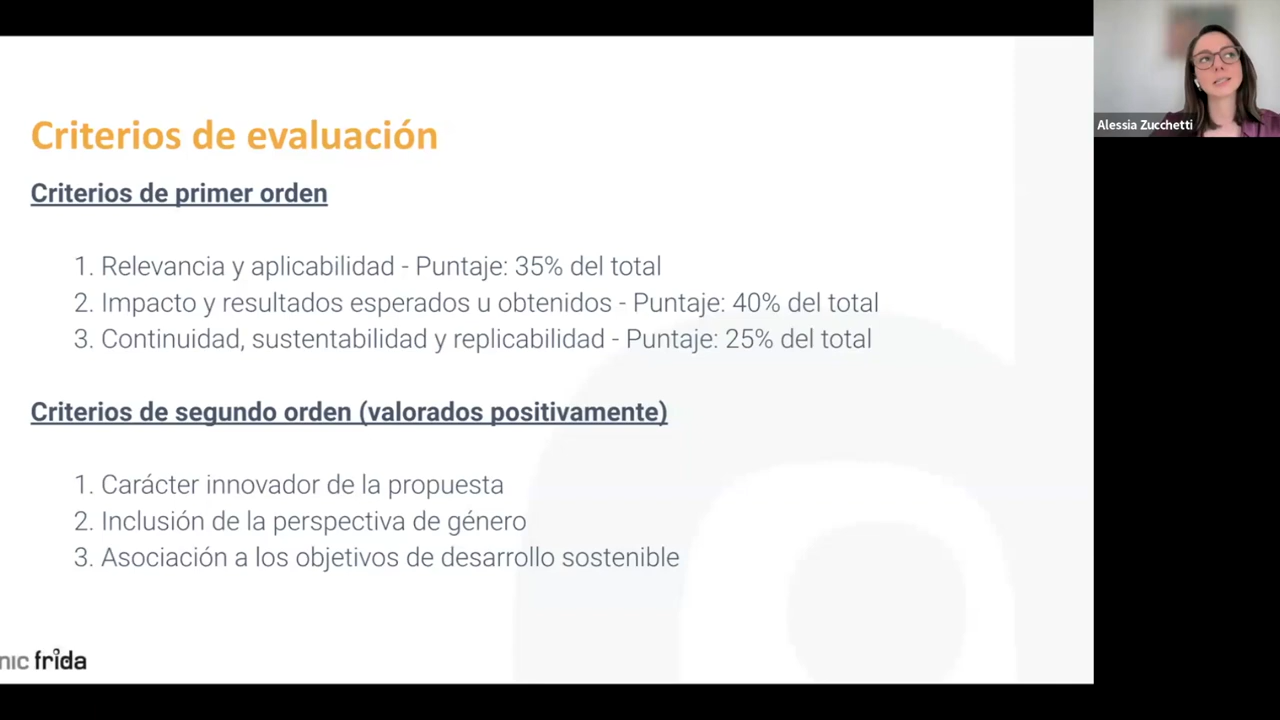 Criterios de evaluación
Criterios de primer orden
1. Relevancia y aplicabilidad - Puntaje: 35% del total
2. Impacto y resultados esperados u obtenidos - Puntaje: 40% del total
3. Continuidad, sustentabilidad y replicabilidad - Puntaje: 25% del total
Criterios de segundo orden (valorados positivamente)
1. Carácter innovador de la propuesta
2. Inclusión de la perspectiva de género
3. Asociación a los objetivos de desarrollo sostenible
nic frida
Alessia Zucchetti